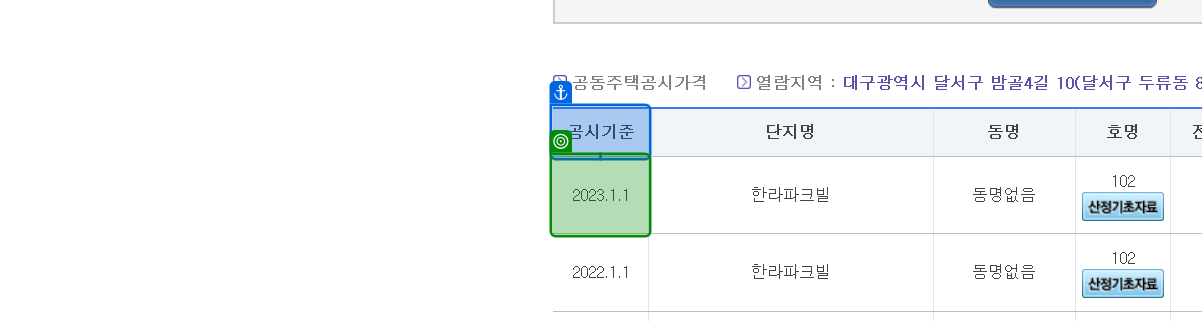 공동주택공시가격 열람지역 : 대구광역시 달서구 밤골4길 10(달서구 두류동 8
공시기준 단지명 동명 호명 전
2023.1.1 한라파크빌 동명없음 102
산정기초자료
2022.1.1 한라파크빌 동명없음 102
산정기초자료